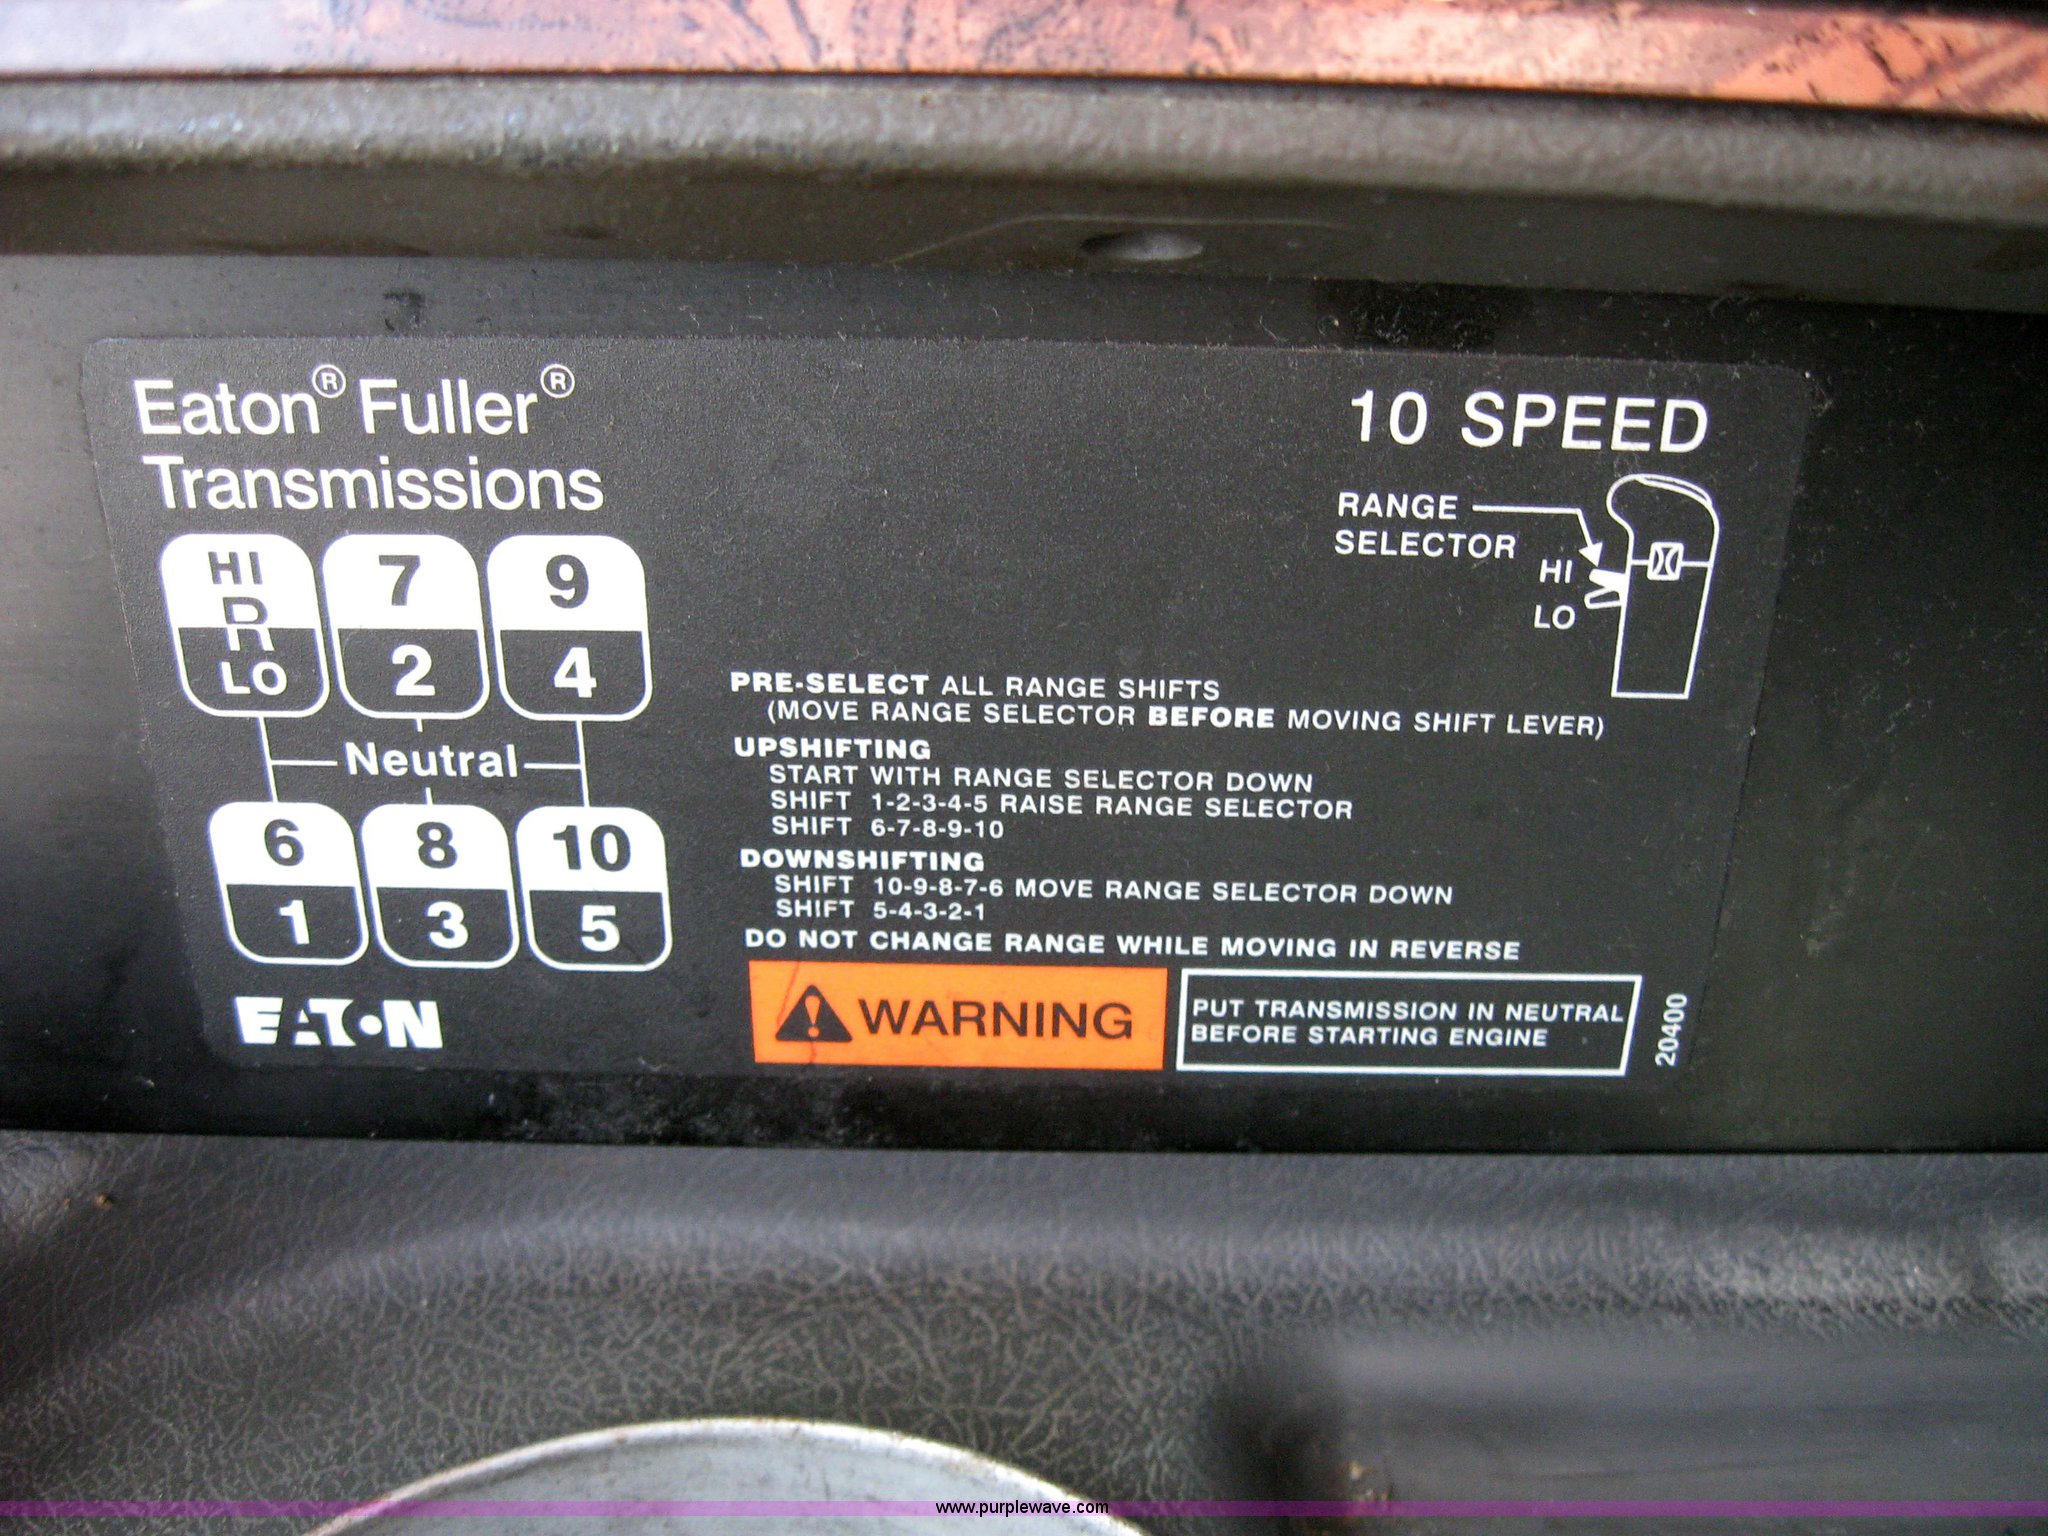 Eaton® Fuller®
Transmissions
10 SPEED
RANGE
SELECTOR
HI
LO
HI
R
LO
7
2
9
4
Neutral
6
1
8
3
10
5
EATON
PRE-SELECT ALL RANGE SHIFTS
(MOVE RANGE SELECTOR BEFORE MOVING SHIFT LEVER)
UPSHIFTING
START WITH RANGE SELECTOR DOWN
SHIFT 1-2-3-4-5 RAISE RANGE SELECTOR
SHIFT 6-7-8-9-10
DOWNSHIFTING
SHIFT 10-9-8-7-6 MOVE RANGE SELECTOR DOWN
SHIFT 5-4-3-2-1
DO NOT CHANGE RANGE WHILE MOVING IN REVERSE
WARNING
PUT TRANSMISSION IN NEUTRAL
BEFORE STARTING ENGINE
20400
www.purplewave.com